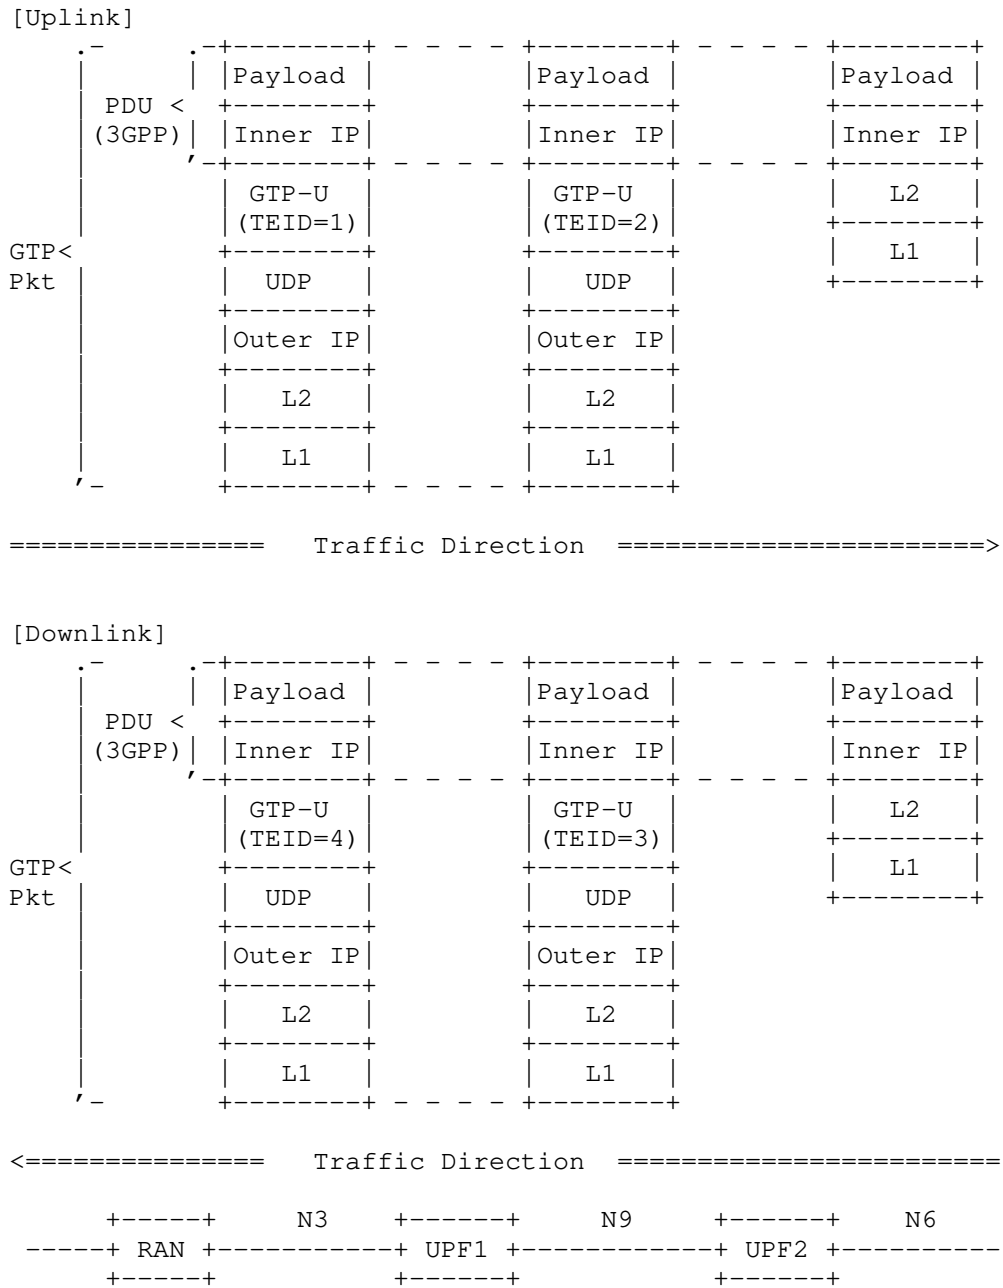 [Uplink]
    .-     .-+--------+ - - - - +--------+ - - - - +--------+
    |      | |Payload |         |Payload |         |Payload |
    | PDU <  +--------+         +--------+         +--------+
    |(3GPP)| |Inner IP|         |Inner IP|         |Inner IP|
    |      '-+--------+ - - - - +--------+ - - - - +--------+
    |        | GTP-U  |         | GTP-U  |         |   L2   |
    |        |(TEID=1)|         |(TEID=2)|         +--------+
GTP<         +--------+         +--------+         |   L1   |
Pkt |        |  UDP   |         |  UDP   |         +--------+
    |        +--------+         +--------+
    |        |Outer IP|         |Outer IP|
    |        +--------+         +--------+
    |        |   L2   |         |   L2   |
    |        +--------+         +--------+
    |        |   L1   |         |   L1   |
    '-       +--------+ - - - - +--------+
================   Traffic Direction  =======================>
[Downlink]
    .-     .-+--------+ - - - - +--------+ - - - - +--------+
    |      | |Payload |         |Payload |         |Payload |
    | PDU <  +--------+         +--------+         +--------+
    |(3GPP)| |Inner IP|         |Inner IP|         |Inner IP|
    |      '-+--------+ - - - - +--------+ - - - - +--------+
    |        | GTP-U  |         | GTP-U  |         |   L2   |
    |        |(TEID=4)|         |(TEID=3)|         +--------+
GTP<         +--------+         +--------+         |   L1   |
Pkt |        |  UDP   |         |  UDP   |         +--------+
    |        +--------+         +--------+
    |        |Outer IP|         |Outer IP|
    |        +--------+         +--------+
    |        |   L2   |         |   L2   |
    |        +--------+         +--------+
    |        |   L1   |         |   L1   |
    '-       +--------+ - - - - +--------+
<===============   Traffic Direction  ========================
      +-----+     N3    +------+     N9     +------+    N6
 -----+ RAN +-----------+ UPF1 +------------+ UPF2 +----------
      +-----+           +------+            +------+